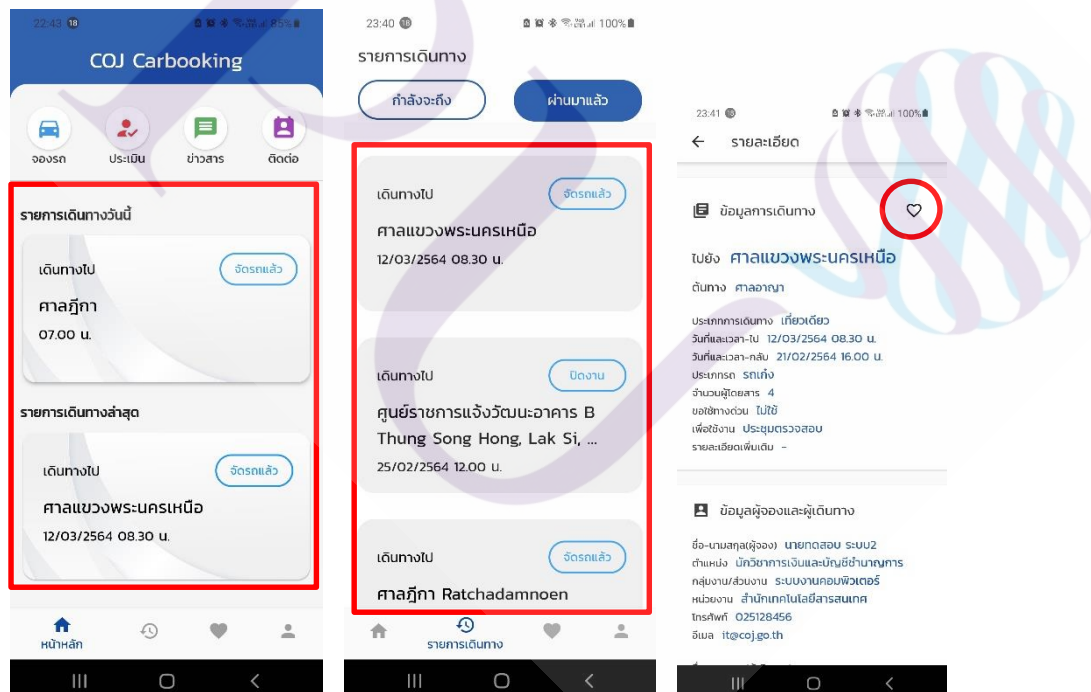 22:43 18 85%
COJ Carbooking
จองรถ ประเมิน ข่าวสาร ติดต่อ
รายการเดินทางวันนี้
เดินทางไป จัดรถแล้ว
ศาลฎีกา
07.00 น.
รายการเดินทางล่าสุด
เดินทางไป จัดรถแล้ว
ศาลแขวงพระนครเหนือ
12/03/2564 08.30 น.
หน้าหลัก
23:40 100%
รายการเดินทาง
กำลังจะถึง ผ่านมาแล้ว
เดินทางไป จัดรถแล้ว
ศาลแขวงพระนครเหนือ
12/03/2564 08.30 น.
เดินทางไป ปิดงาน
ศูนย์ราชการแจ้งวัฒนะอาคาร B
Thung Song Hong, Lak Si, ...
25/02/2564 12.00 น.
เดินทางไป จัดรถแล้ว
ศาลฎีกา Ratchadamnoen
รายการเดินทาง
23:41 100%
รายละเอียด
ข้อมูลการเดินทาง
ไปยัง ศาลแขวงพระนครเหนือ
ต้นทาง ศาลอาญา
ประเภทการเดินทาง เที่ยวเดียว
วันที่และเวลา-ไป 12/03/2564 08.30 น.
วันที่และเวลา-กลับ 21/02/2564 16.00 น.
ประเภทรถ รถเก๋ง
จำนวนผู้โดยสาร 4
ขอใช้ทางด่วน ไม่ใช้
เพื่อใช้งาน ประชุมตรวจสอบ
รายละเอียดเพิ่มเติม -
ข้อมูลผู้จองและผู้เดินทาง
ชื่อ-นามสกุล(ผู้จอง) นายทดสอบ ระบบ2
ตำแหน่ง นักวิชาการเงินและบัญชีชำนาญการ
กลุ่มงาน/ส่วนงาน ระบบงานคอมพิวเตอร์
หน่วยงาน สำนักเทคโนโลยีสารสนเทศ
โทรศัพท์ 025128456
อีเมล it@coj.go.th